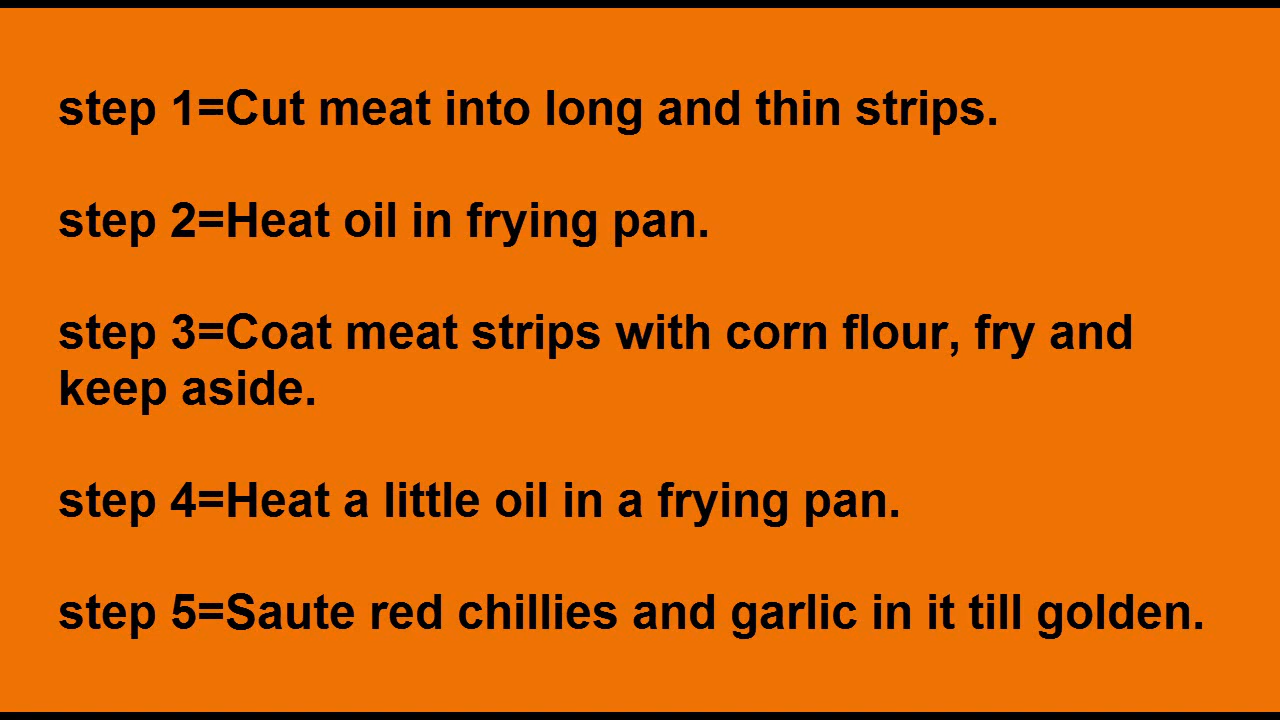 step 1=Cut meat into long and thin strips.
step 2=Heat oil in frying pan.
step 3=Coat meat strips with corn flour, fry and
keep aside.
step 4=Heat a little oil in a frying pan.
step 5=Saute red chillies and garlic in it till golden.